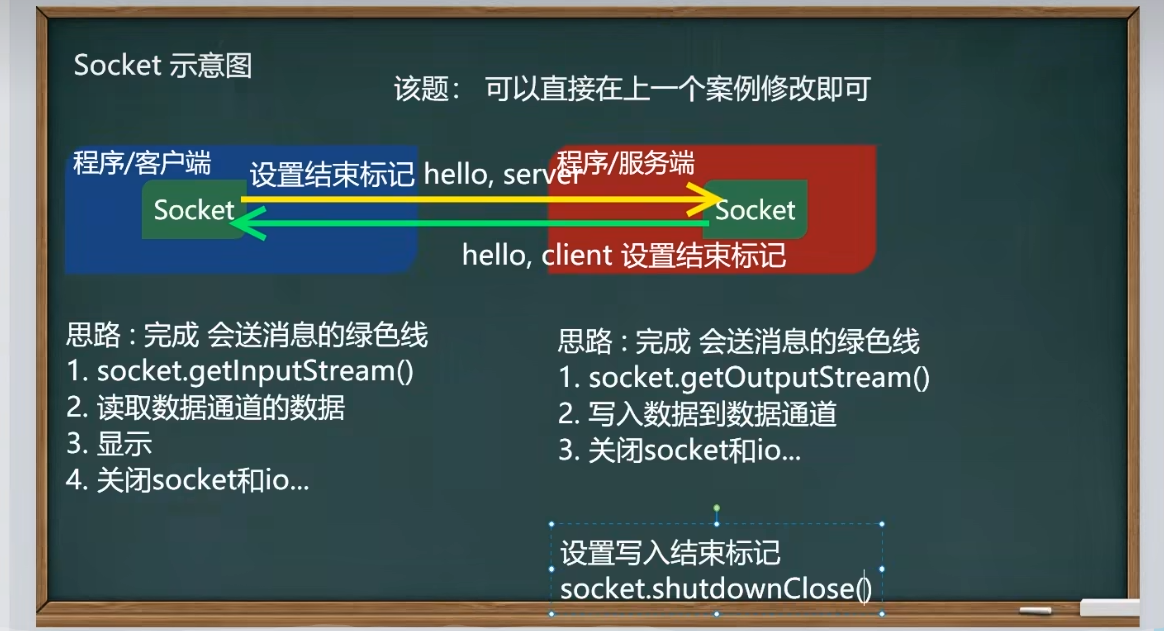 Socket 示意图
该题： 可以直接在上一个案例修改即可
程序/客户端
设置结束标记 hello, server
程序/服务端
Socket
Socket
hello, client 设置结束标记
思路 : 完成 会送消息的绿色线
1. socket.getInputStream()
2. 读取数据通道的数据
3. 显示
4. 关闭socket和io...
思路 : 完成 会送消息的绿色线
1. socket.getOutputStream()
2. 写入数据到数据通道
3. 关闭socket和io...
设置写入结束标记
socket.shutdownClose()